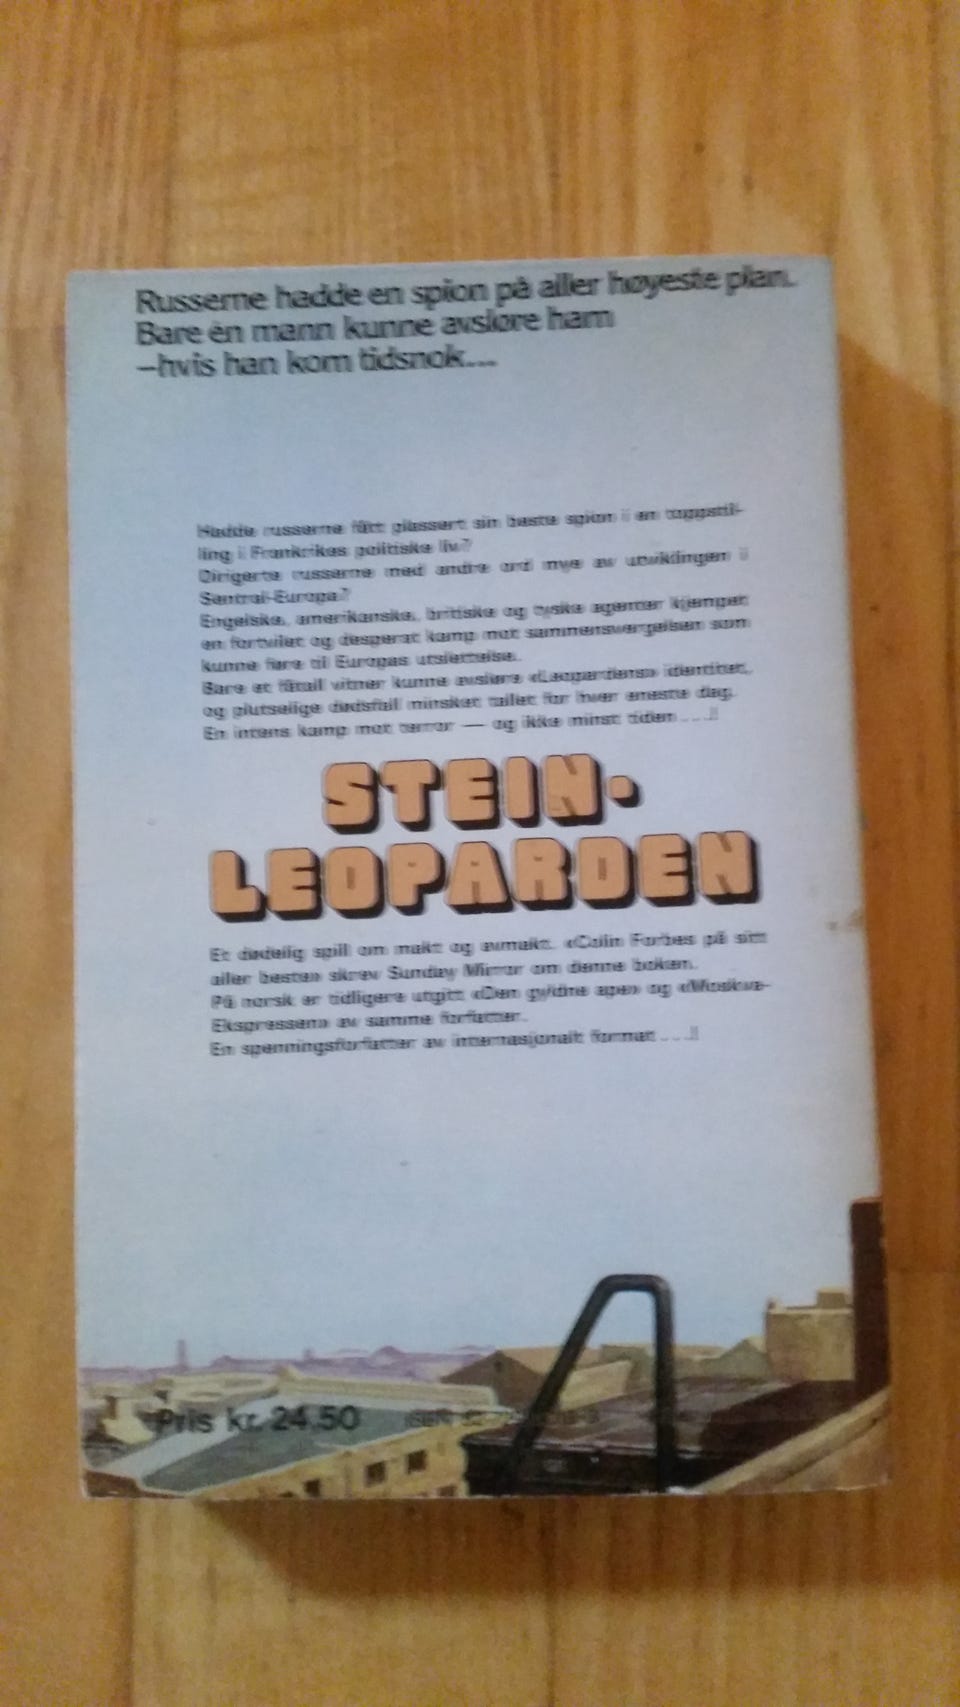 Russerne hadde en spion på aller høyeste plan.
Bare én mann kunne avsløre ham
–hvis han kom tidsnok...
Hadde russerne fått plassert sin beste spion i en toppstil-
ling i Frankrikes politiske liv?
Dirigerte russerne med andre ord mye av utviklingen i
Sentral-Europa?
Engelske, amerikanske, britiske og tyske agenter kjempet
en fortvilet og desperat kamp mot sammensvergelsen som
kunne føre til Europas utslettelse.
Bare et fåtall vitner kunne avsløre «Leopardens» identitet,
og plutselige dødsfall minsket tallet for hver eneste dag.
En intens kamp mot terror — og ikke minst tiden . . .!!
STEIN-
LEOPARDEN
Et dødelig spill om makt og avmakt. «Colin Forbes på sitt
aller beste» skrev Sunday Mirror om denne boken.
På norsk er tidligere utgitt «Den gyldne ape» og «Moskva-
Ekspressen» av samme forfatter.
En spenningsforfatter av internasjonalt format . . .!!
Pris kr. 24.50 ISBN 82